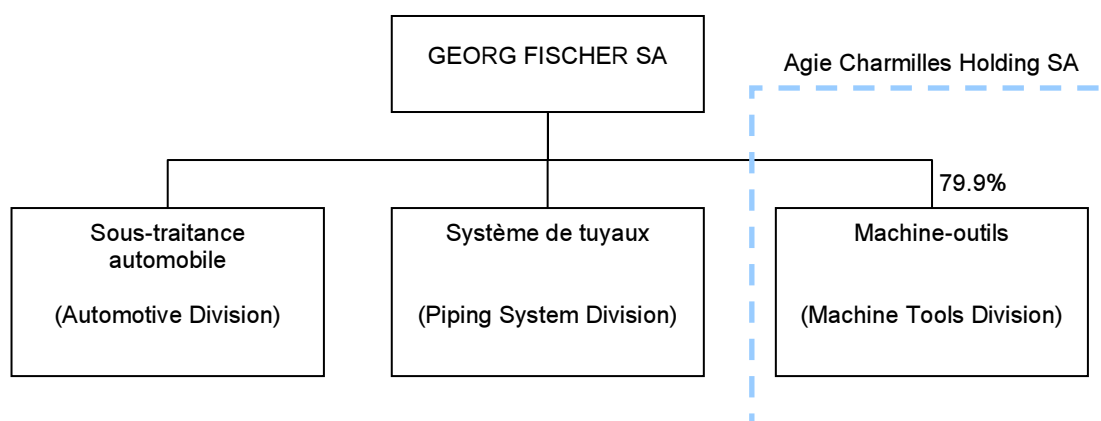 GEORG FISCHER SA
Agie Charmilles Holding SA
79.9%
Sous-traitance
automobile
(Automotive Division)
Système de tuyaux
(Piping System Division)
Machine-outils
(Machine Tools Division)